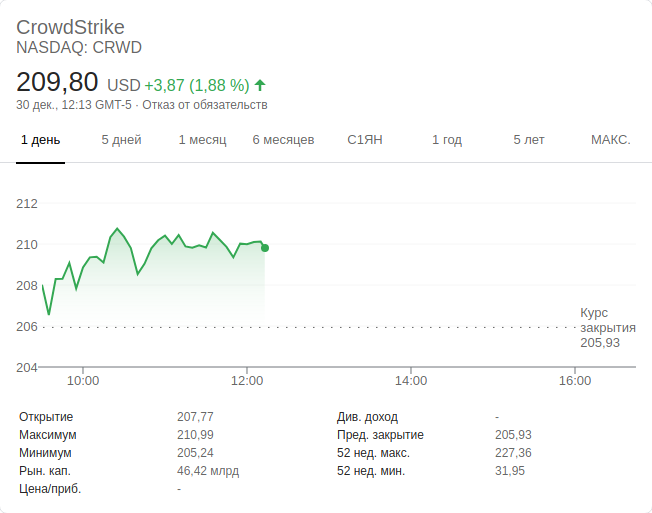 CrowdStrike
NASDAQ: CRWD
209,80 USD +3,87 (1,88 %)
30 дек., 12:13 GMT-5 · Отказ от обязательств
1 день 5 дней 1 месяц 6 месяцев С1ЯН 1 год 5 лет МАКС.
212
210
208
206
204
Курс
закрытия
205,93
10:00 12:00 14:00 16:00
Открытие 207,77 Див. доход -
Максимум 210,99 Пред. закрытие 205,93
Минимум 205,24 52 нед. макс. 227,36
Рын. кап. 46,42 млрд 52 нед. мин. 31,95
Цена/приб. -